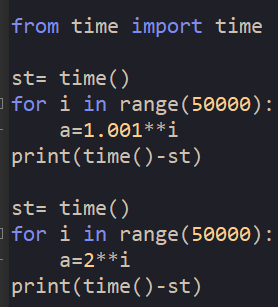 from time import time

st= time()
for i in range(50000):
    a=1.001**i
print(time()-st)

st= time()
for i in range(50000):
    a=2**i
print(time()-st)